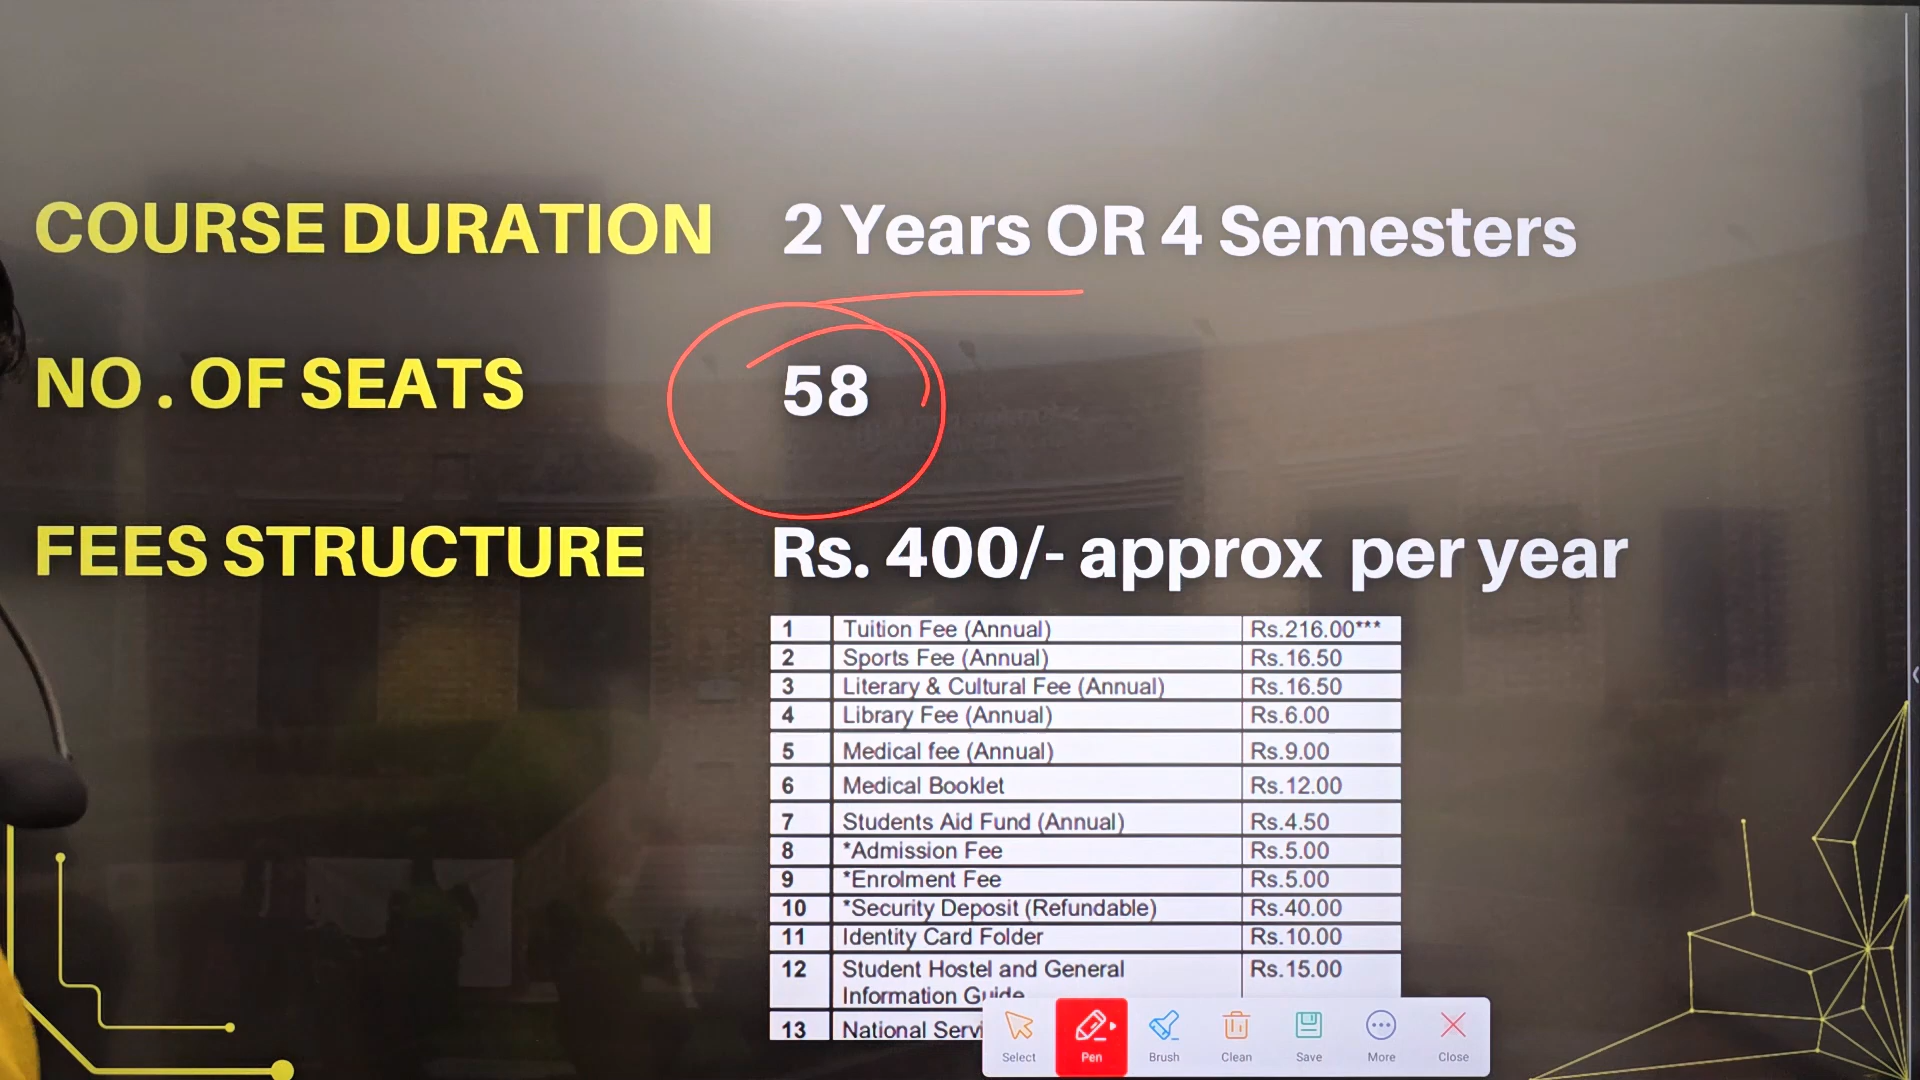 COURSE DURATION 2 Years OR 4 Semesters
NO . OF SEATS 58
FEES STRUCTURE Rs. 400/- approx per year
1 Tuition Fee (Annual) Rs.216.00***
2 Sports Fee (Annual) Rs.16.50
3 Literary & Cultural Fee (Annual) Rs.16.50
4 Library Fee (Annual) Rs.6.00
5 Medical fee (Annual) Rs.9.00
6 Medical Booklet Rs.12.00
7 Students Aid Fund (Annual) Rs.4.50
8 *Admission Fee Rs.5.00
9 *Enrolment Fee Rs.5.00
10 *Security Deposit (Refundable) Rs.40.00
11 Identity Card Folder Rs.10.00
12 Student Hostel and General Rs.15.00
Information Guide
13 National Servi
Select Pen Brush Clean Save More Close